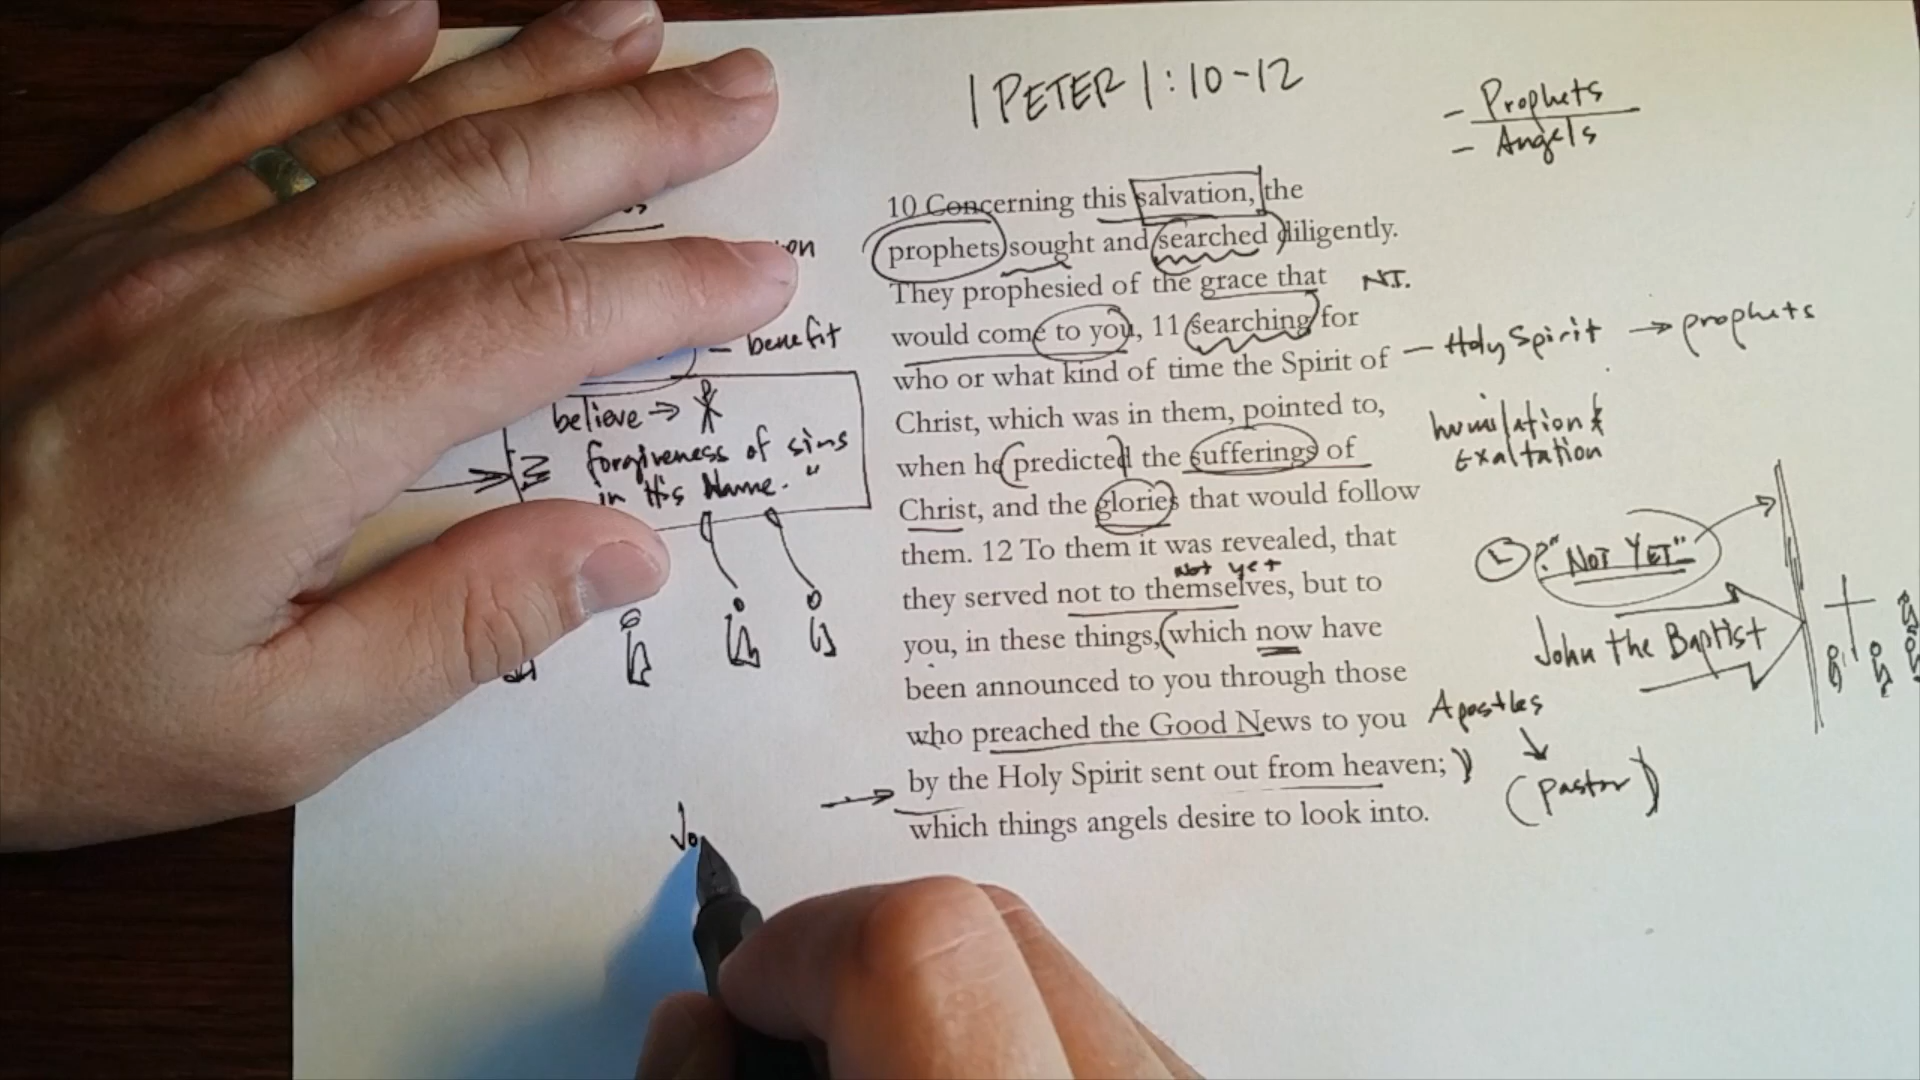 1 PETER 1:10-12
- Prophets
- Angels
10 Concerning this salvation, the
prophets sought and searched diligently.
They prophesied of the grace that
would come to you, 11 searching for
who or what kind of time the Spirit of
Christ, which was in them, pointed to,
when he predicted the sufferings of
Christ, and the glories that would follow
them. 12 To them it was revealed, that
not yet
they served not to themselves, but to
you, in these things, (which now have
been announced to you through those
who preached the Good News to you
by the Holy Spirit sent out from heaven;)
which things angels desire to look into.
N.T.
- Holy Spirit → prophets
humilation &
Exaltation
"NOT YET"
John the Baptist
Apostles
(Pastor)
- benefit
believe →
forgiveness of sins
in His Name."
Jo